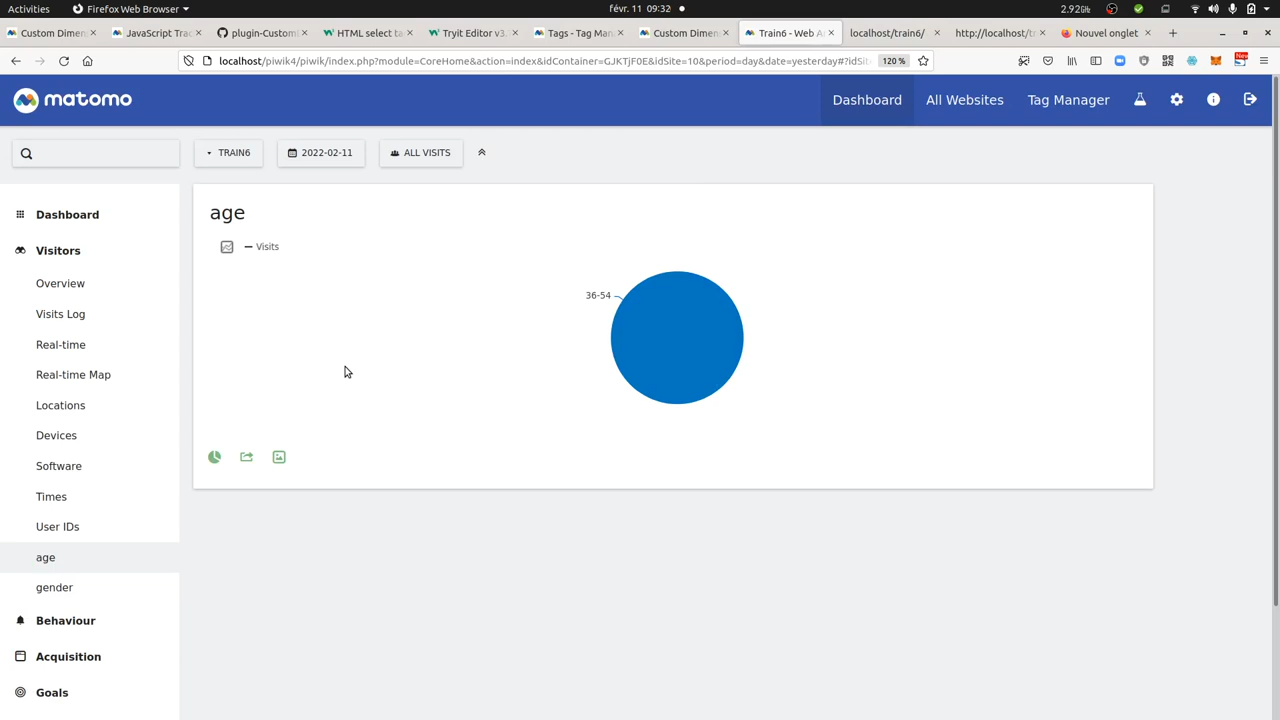 Activities Firefox Web Browser févr. 11 09:32 2.92GB
Custom Dimen JavaScript Trac plugin-CustomD HTML select ta Tryit Editor v3. Tags - Tag Man Custom Dimen Train6 - Web A localhost/train6/ http://localhost/t Nouvel onglet
localhost/piwik4/piwik/index.php?module=CoreHome&action=index&idContainer=GJKTjF0E&idSite=10&period=day&date=yesterday#?idSit 120 % New
matomo Dashboard All Websites Tag Manager
TRAIN6 2022-02-11 ALL VISITS
Dashboard
Visitors
Overview
Visits Log
Real-time
Real-time Map
Locations
Devices
Software
Times
User IDs
age
gender
Behaviour
Acquisition
Goals
age
Visits
36-54